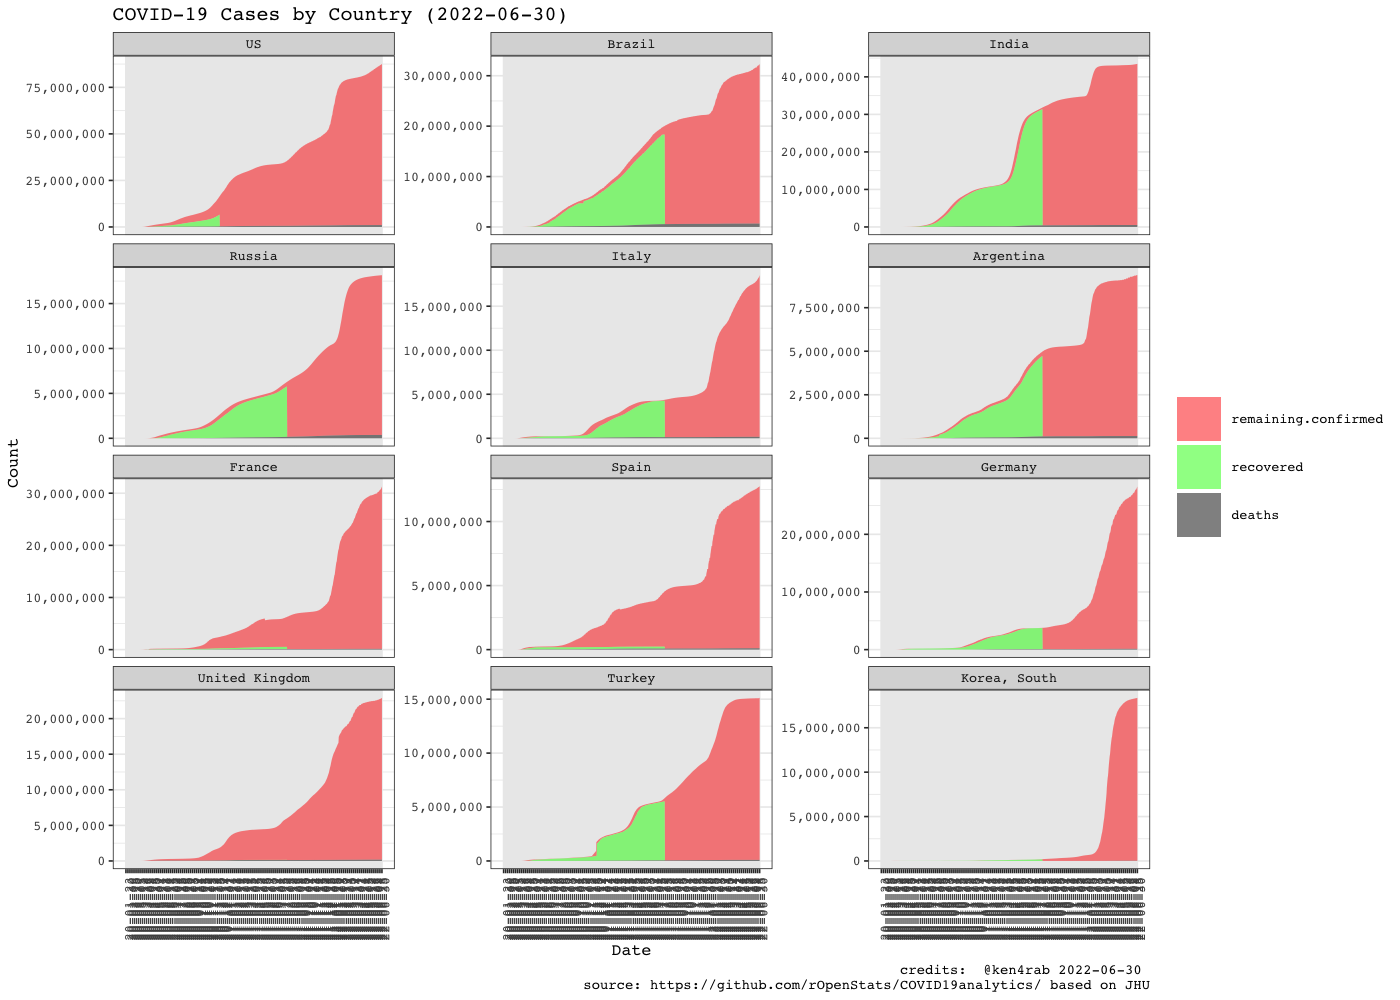 COVID-19 Cases by Country (2022-06-30)
US
Brazil
India
75,000,000
50,000,000
25,000,000
0
30,000,000
20,000,000
10,000,000
0
40,000,000
30,000,000
20,000,000
10,000,000
0
Russia
Italy
Argentina
15,000,000
10,000,000
5,000,000
0
15,000,000
10,000,000
5,000,000
0
7,500,000
5,000,000
2,500,000
0
France
Spain
Germany
30,000,000
20,000,000
10,000,000
0
10,000,000
5,000,000
0
20,000,000
10,000,000
0
United Kingdom
Turkey
Korea, South
20,000,000
15,000,000
10,000,000
5,000,000
0
15,000,000
10,000,000
5,000,000
0
15,000,000
10,000,000
5,000,000
0
Count
Date
remaining.confirmed
recovered
deaths
credits: @ken4rab 2022-06-30
source: https://github.com/rOpenStats/COVID19analytics/ based on JHU